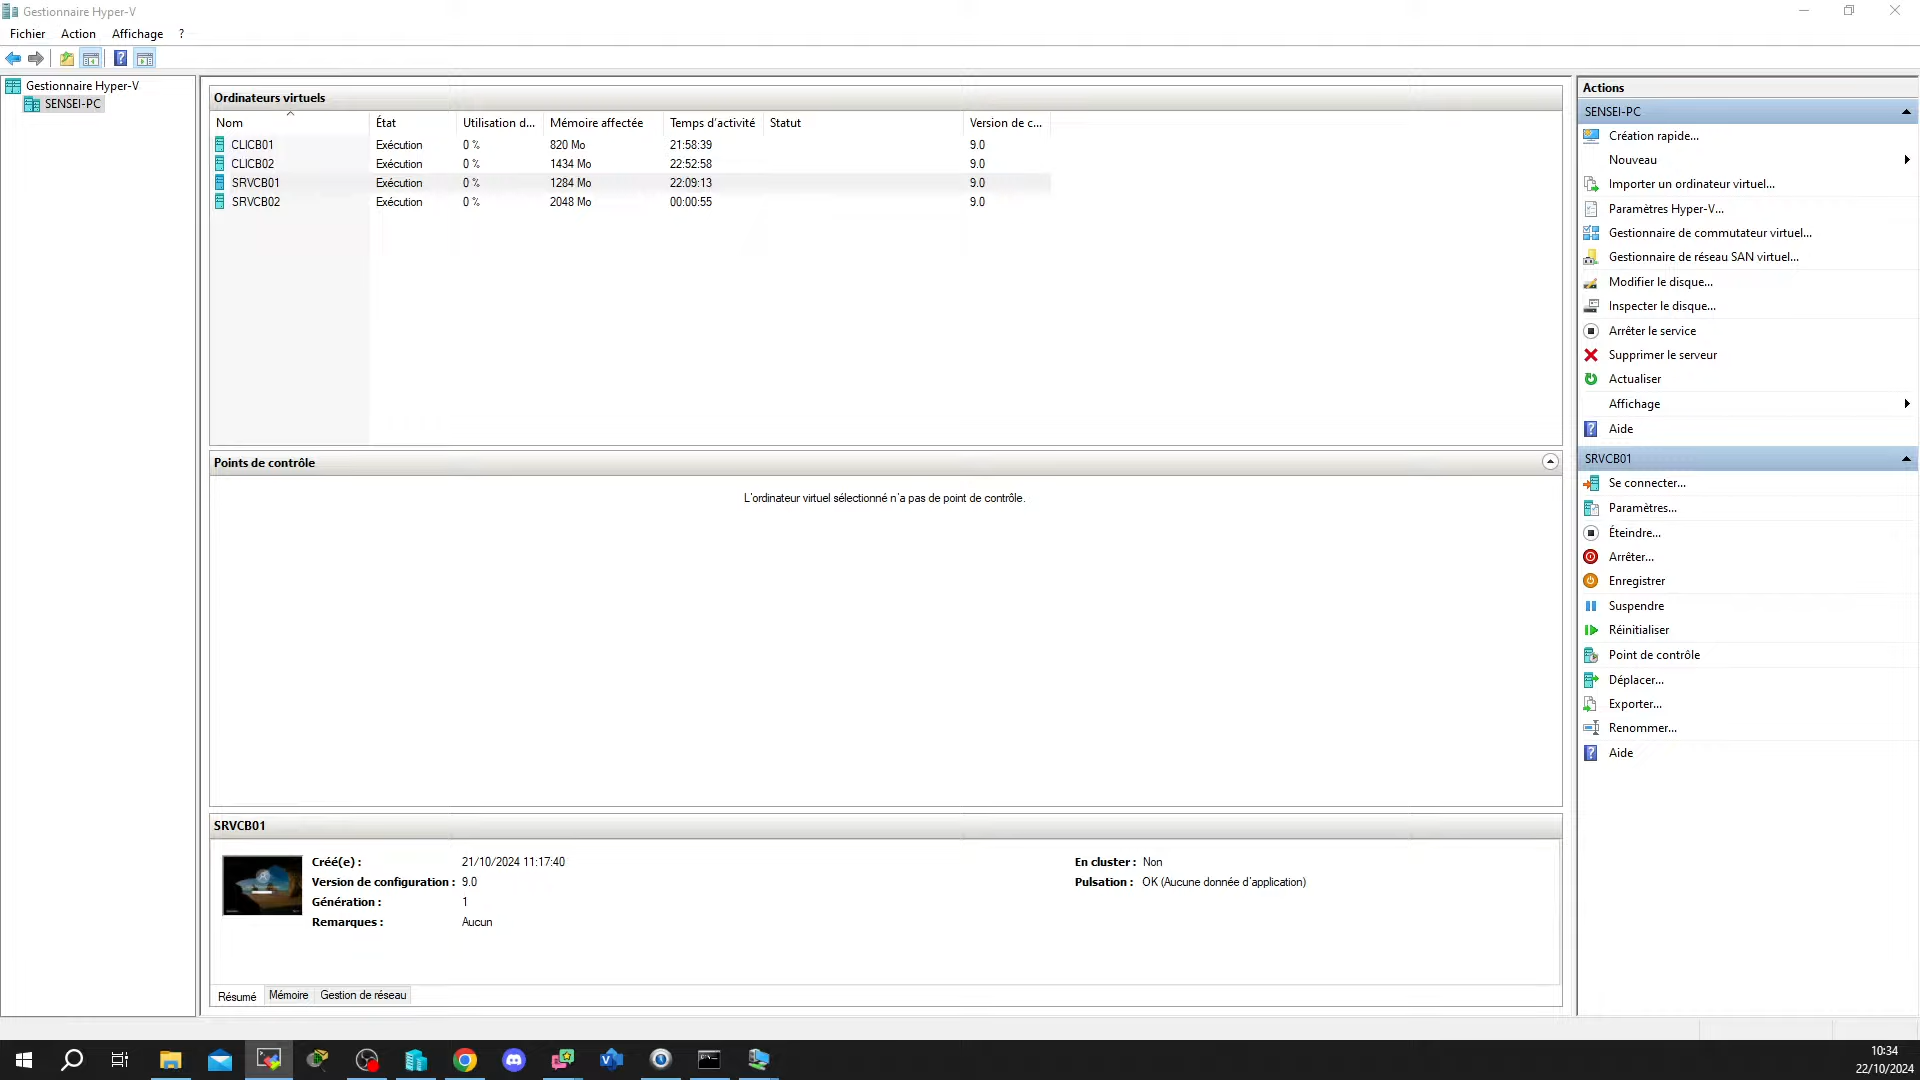 Gestionnaire Hyper-V
Fichier Action Affichage ?
Gestionnaire Hyper-V
SENSEI-PC
Ordinateurs virtuels
Nom État Utilisation d... Mémoire affectée Temps d'activité Statut Version de c...
CLICB01 Exécution 0 % 820 Mo 21:58:39 9.0
CLICB02 Exécution 0 % 1434 Mo 22:52:58 9.0
SRVCB01 Exécution 0 % 1284 Mo 22:09:13 9.0
SRVCB02 Exécution 0 % 2048 Mo 00:00:55 9.0
Points de contrôle
L'ordinateur virtuel sélectionné n'a pas de point de contrôle.
SRVCB01
Créé(e) : 21/10/2024 11:17:40
Version de configuration : 9.0
Génération : 1
Remarques : Aucun
En cluster : Non
Pulsation : OK (Aucune donnée d'application)
Résumé Mémoire Gestion de réseau
Actions
SENSEI-PC
Création rapide...
Nouveau
Importer un ordinateur virtuel...
Paramètres Hyper-V...
Gestionnaire de commutateur virtuel...
Gestionnaire de réseau SAN virtuel...
Modifier le disque...
Inspecter le disque...
Arrêter le service
Supprimer le serveur
Actualiser
Affichage
Aide
SRVCB01
Se connecter...
Paramètres...
Éteindre...
Arrêter...
Enregistrer
Suspendre
Réinitialiser
Point de contrôle
Déplacer...
Exporter...
Renommer...
Aide
10:34
22/10/2024